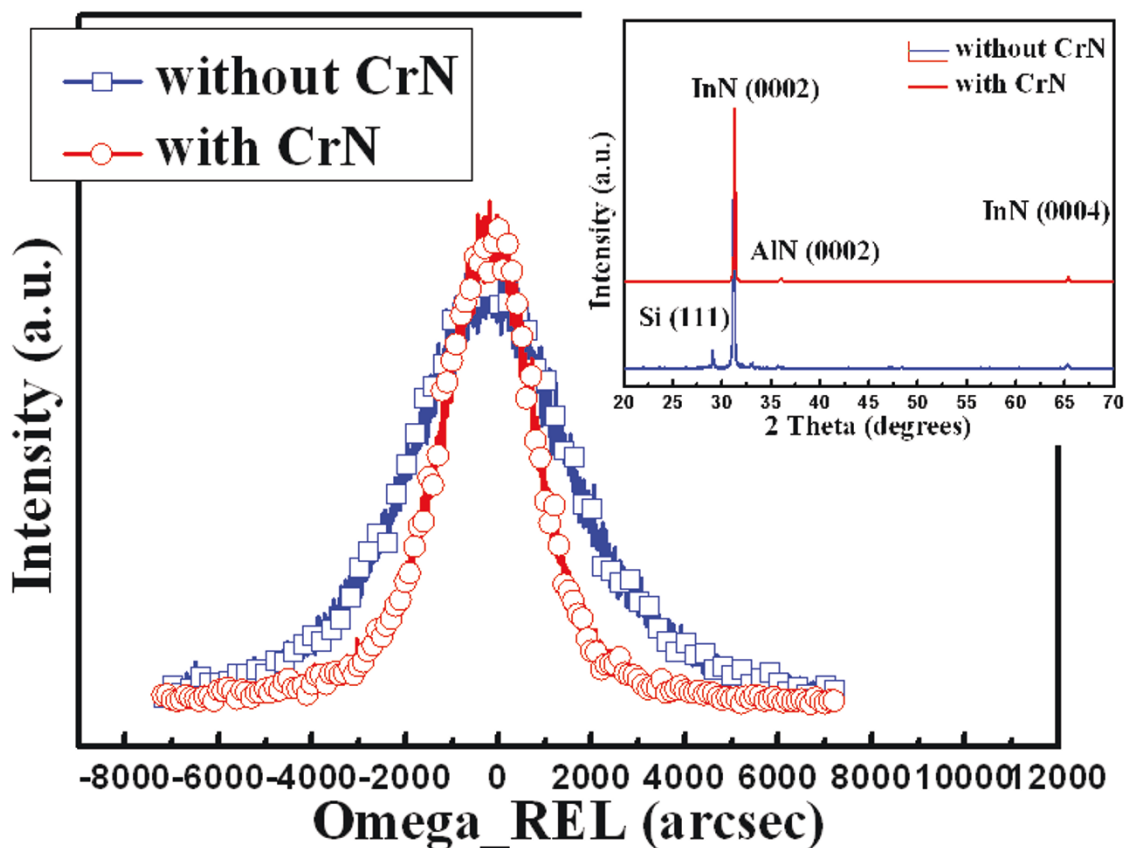 without CrN
with CrN
Intensity (a.u.)
-8000 -6000 -4000 -2000 0 2000 4000 6000 8000 10000 12000
Omega_REL (arcsec)
without CrN
with CrN
InN (0002)
InN (0004)
AlN (0002)
Si (111)
Intensity (a.u.)
20 25 30 35 40 45 50 55 60 65 70
2 Theta (degrees)